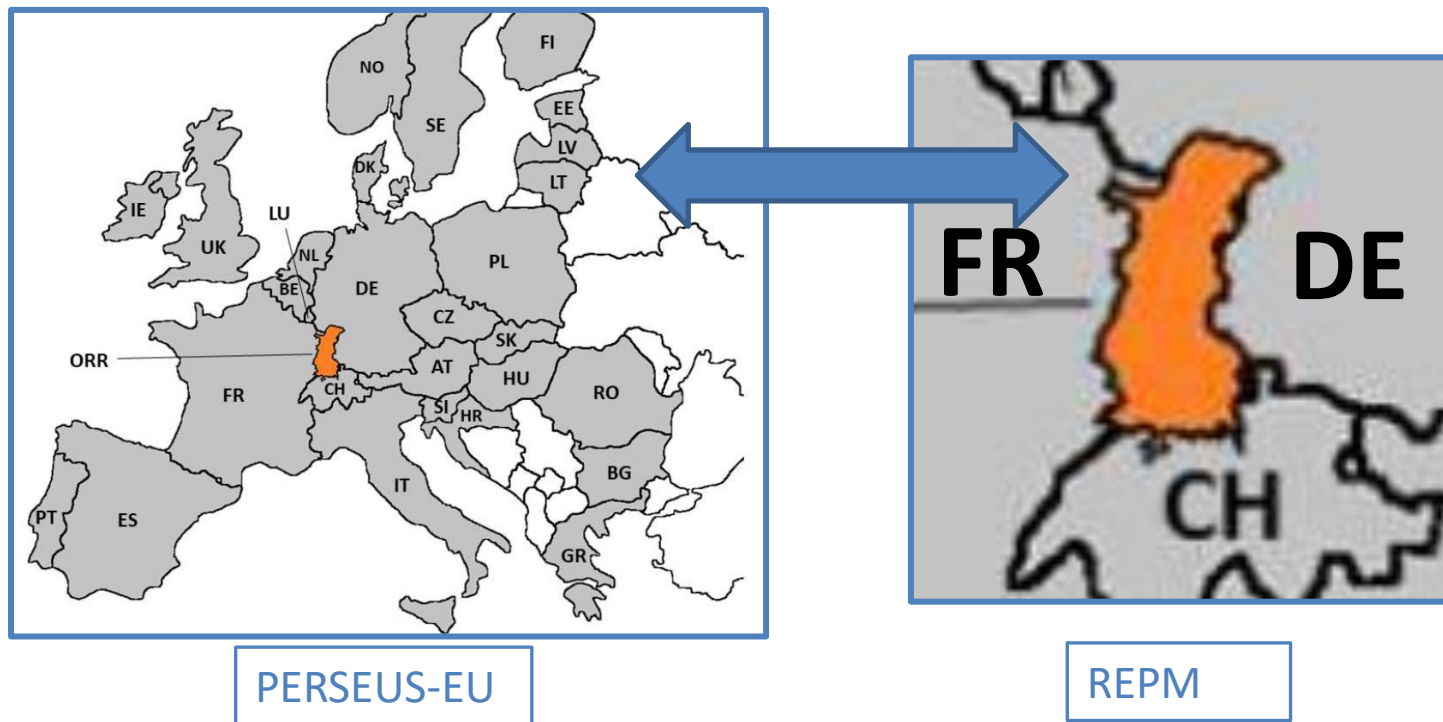 FI
NO
SE
EE
LV
DK
LT
IE
LU
UK
NL
PL
BE
DE
CZ
SK
ORR
AT
HU
CH
FR
RO
SI
HR
BG
IT
PT
ES
GR
PERSEUS-EU
FR
DE
CH
REPM